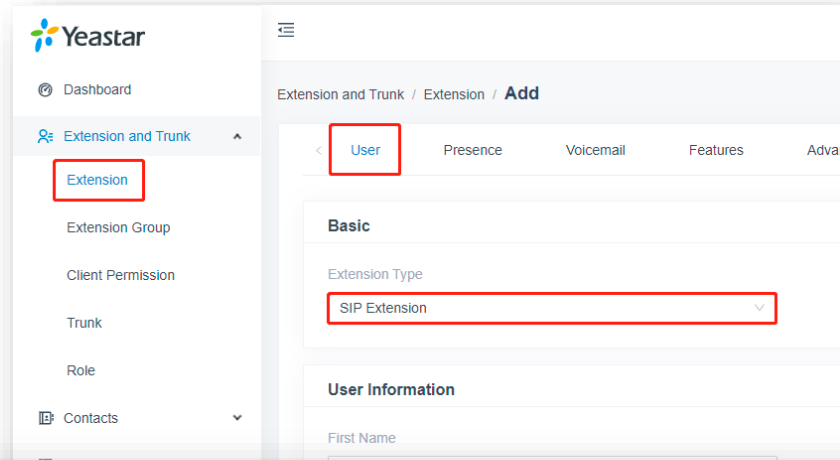 Yeastar
Dashboard
Extension and Trunk
Extension
Extension Group
Client Permission
Trunk
Role
Contacts
Extension and Trunk / Extension / Add
< User Presence Voicemail Features Adva
Basic
Extension Type
SIP Extension
User Information
First Name